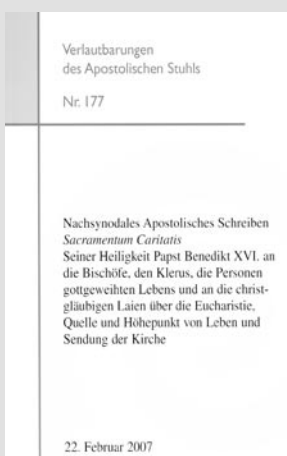 Verlautbarungen
des Apostolischen Stuhls
Nr. 177
Nachsynodales Apostolisches Schreiben
Sacramentum Caritatis
Seiner Heiligkeit Papst Benedikt XVI. an
die Bischöfe, den Klerus, die Personen
gottgeweihten Lebens und an die christ-
gläubigen Laien über die Eucharistie,
Quelle und Höhepunkt von Leben und
Sendung der Kirche
22. Februar 2007